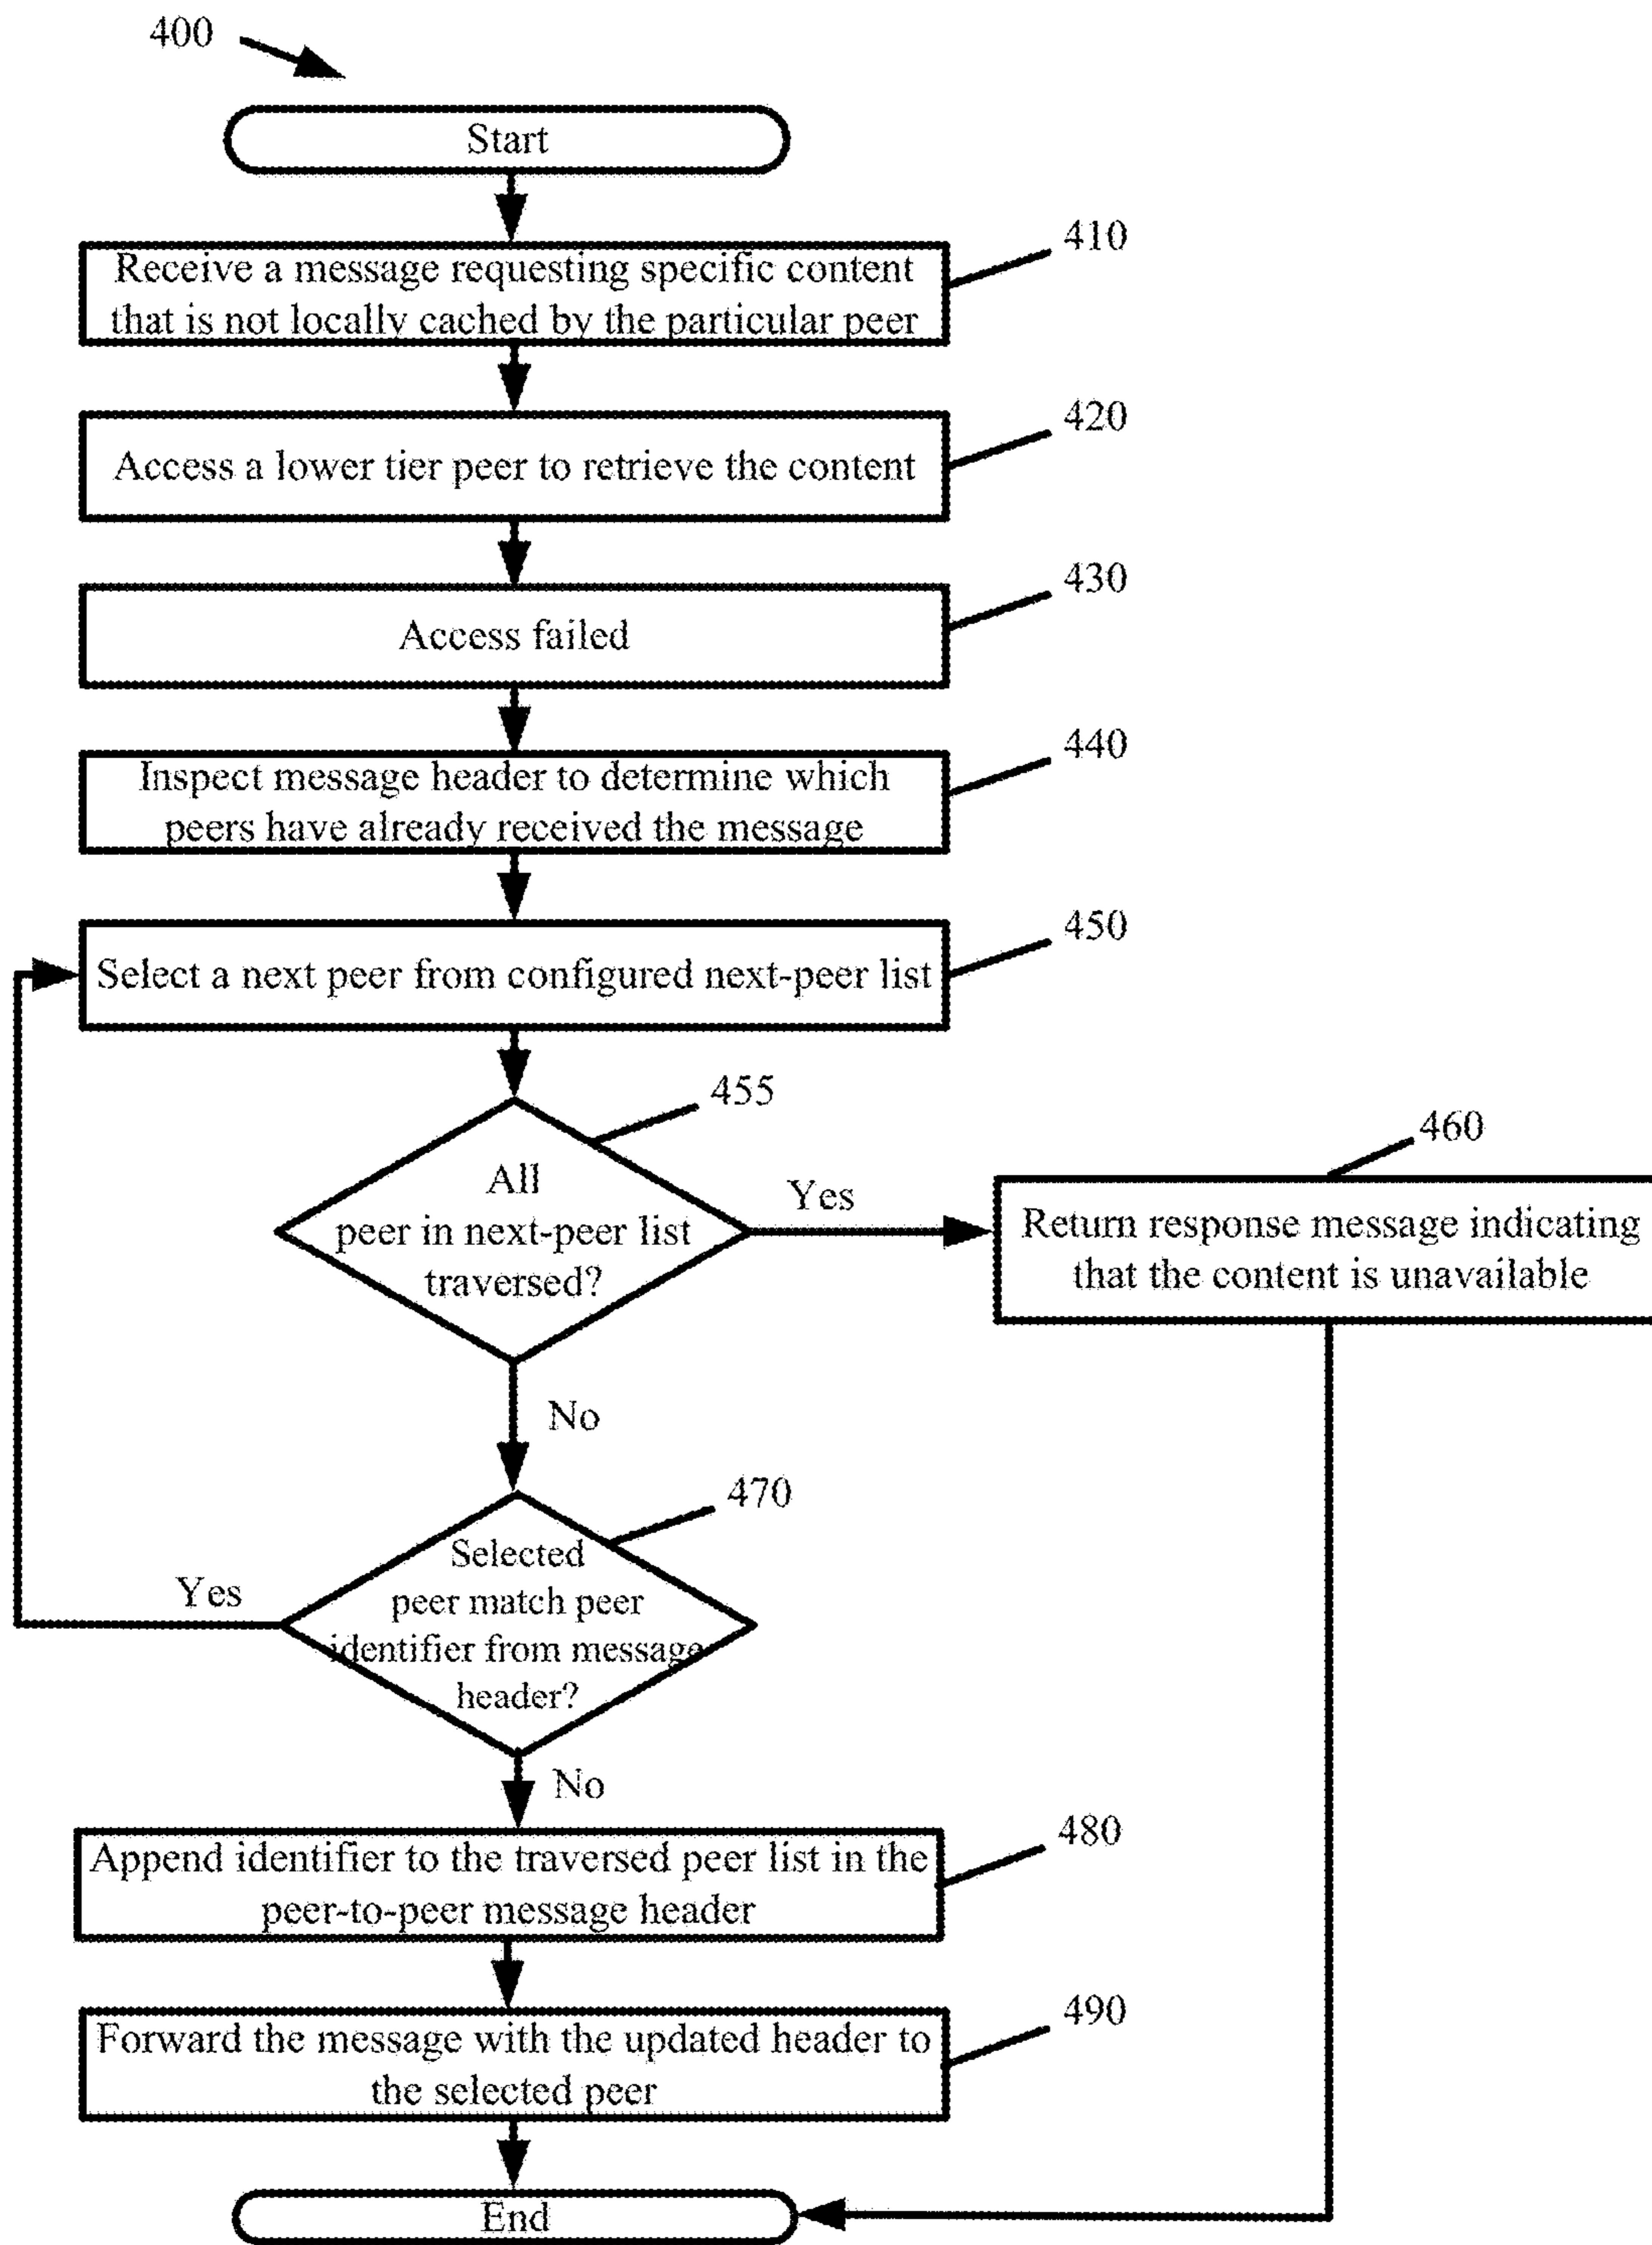 400
Start
410
Receive a message requesting specific content
that is not locally cached by the particular peer
420
Access a lower tier peer to retrieve the content
430
Access failed
440
Inspect message header to determine which
peers have already received the message
450
Select a next peer from configured next-peer list
455
All
peer in next-peer list
traversed?
Yes
460
Return response message indicating
that the content is unavailable
No
470
Selected
peer match peer
identifier from message
header?
Yes
No
480
Append identifier to the traversed peer list in the
peer-to-peer message header
490
Forward the message with the updated header to
the selected peer
End